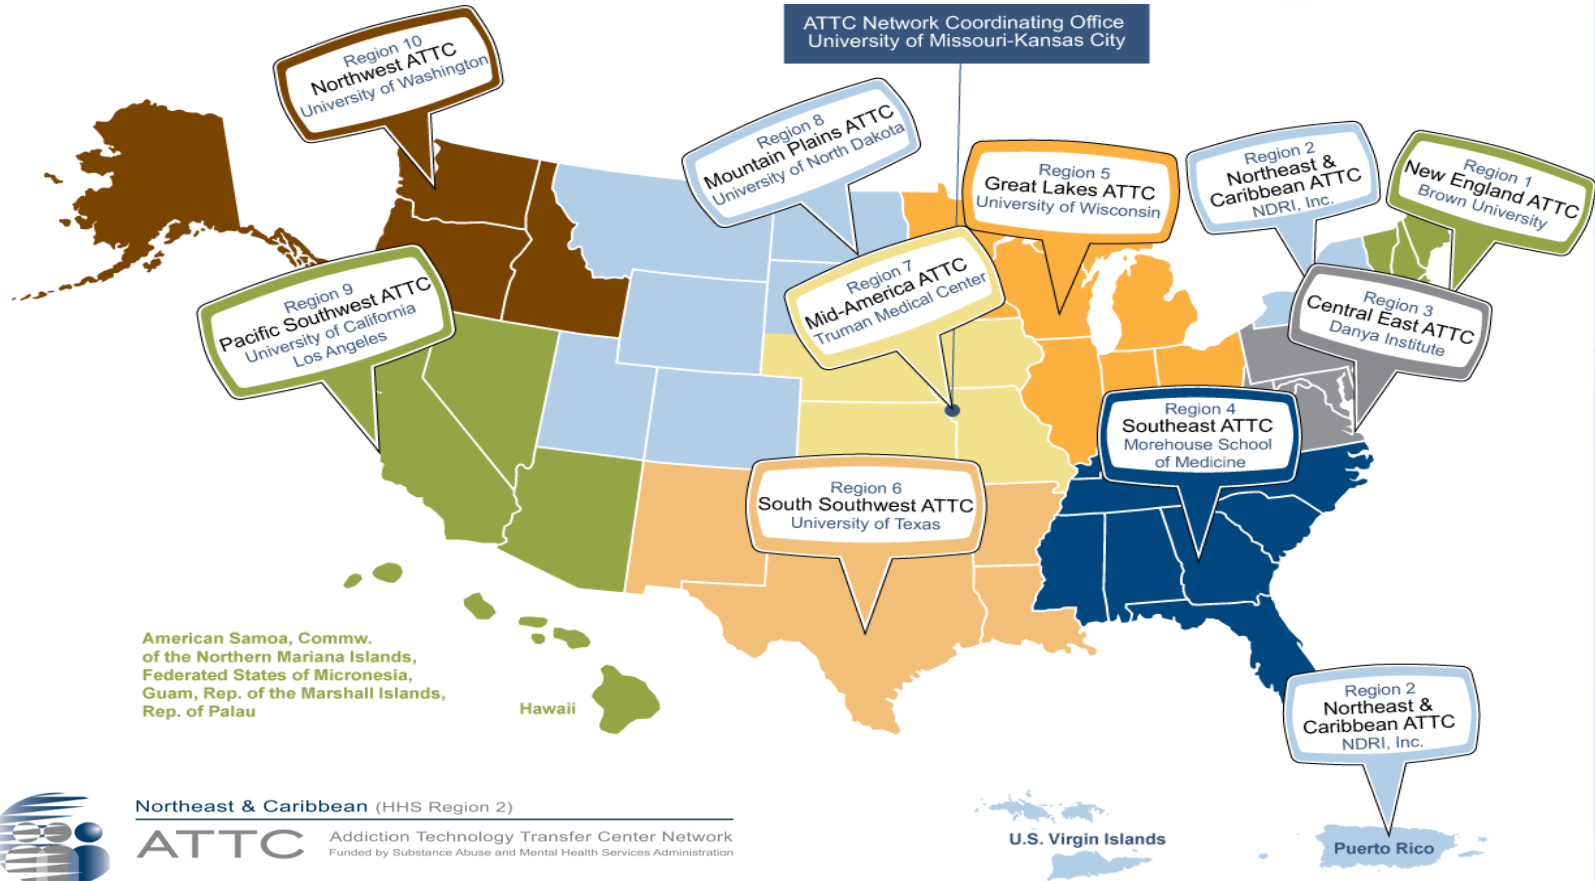 ATTC Network Coordinating Office
University of Missouri-Kansas City
Region 10
Northwest ATTC
University of Washington
Region 8
Mountain Plains ATTC
University of North Dakota
Region 5
Great Lakes ATTC
University of Wisconsin
Region 2
Northeast &
Caribbean ATTC
NDRI, Inc.
Region 1
New England ATTC
Brown University
Region 9
Pacific Southwest ATTC
University of California
Los Angeles
Region 7
Mid-America ATTC
Truman Medical Center
Region 3
Central East ATTC
Danya Institute
Region 4
Southeast ATTC
Morehouse School
of Medicine
Region 6
South Southwest ATTC
University of Texas
American Samoa, Commw.
of the Northern Mariana Islands,
Federated States of Micronesia,
Guam, Rep. of the Marshall Islands,
Rep. of Palau
Hawaii
Region 2
Northeast &
Caribbean ATTC
NDRI, Inc.
U.S. Virgin Islands
Puerto Rico
Northeast & Caribbean (HHS Region 2)
ATTC
Addiction Technology Transfer Center Network
Funded by Substance Abuse and Mental Health Services Administration